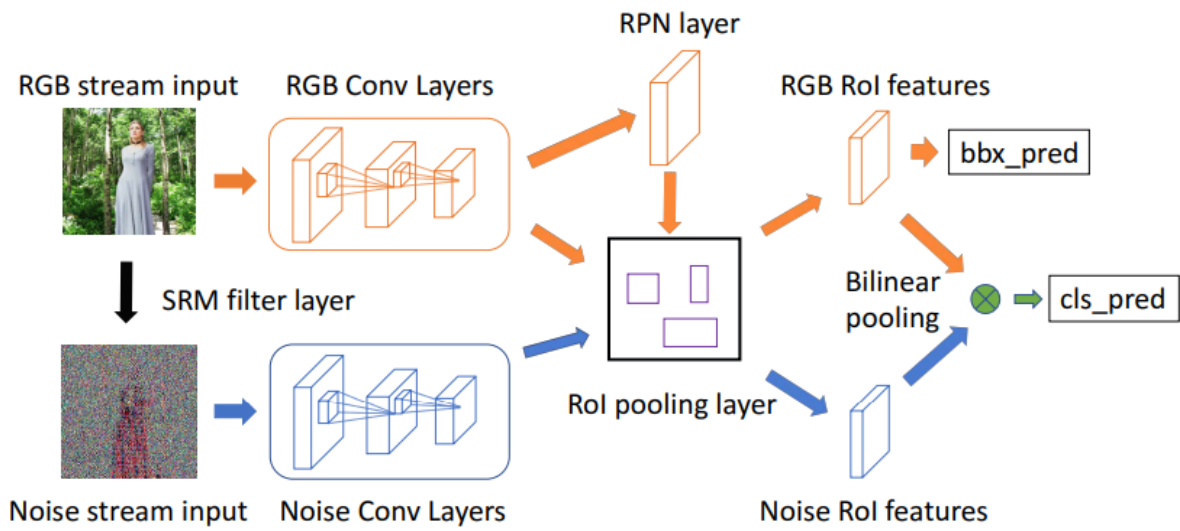 RPN layer
RGB stream input
RGB Conv Layers
RGB RoI features
bbx_pred
SRM filter layer
Bilinear
pooling
cls_pred
RoI pooling layer
Noise stream input
Noise Conv Layers
Noise RoI features